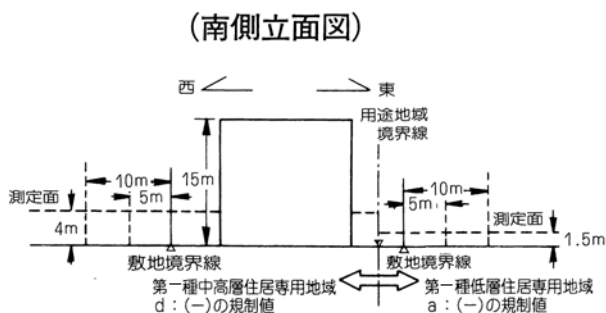 (南側立面図)
西 東
用途地域
境界線
10m 15m 10m
5m 5m
測定面 測定面
4m 1.5m
敷地境界線 敷地境界線
第一種中高層住居専用地域 第一種低層住居専用地域
d:(一)の規制値 a:(一)の規制値